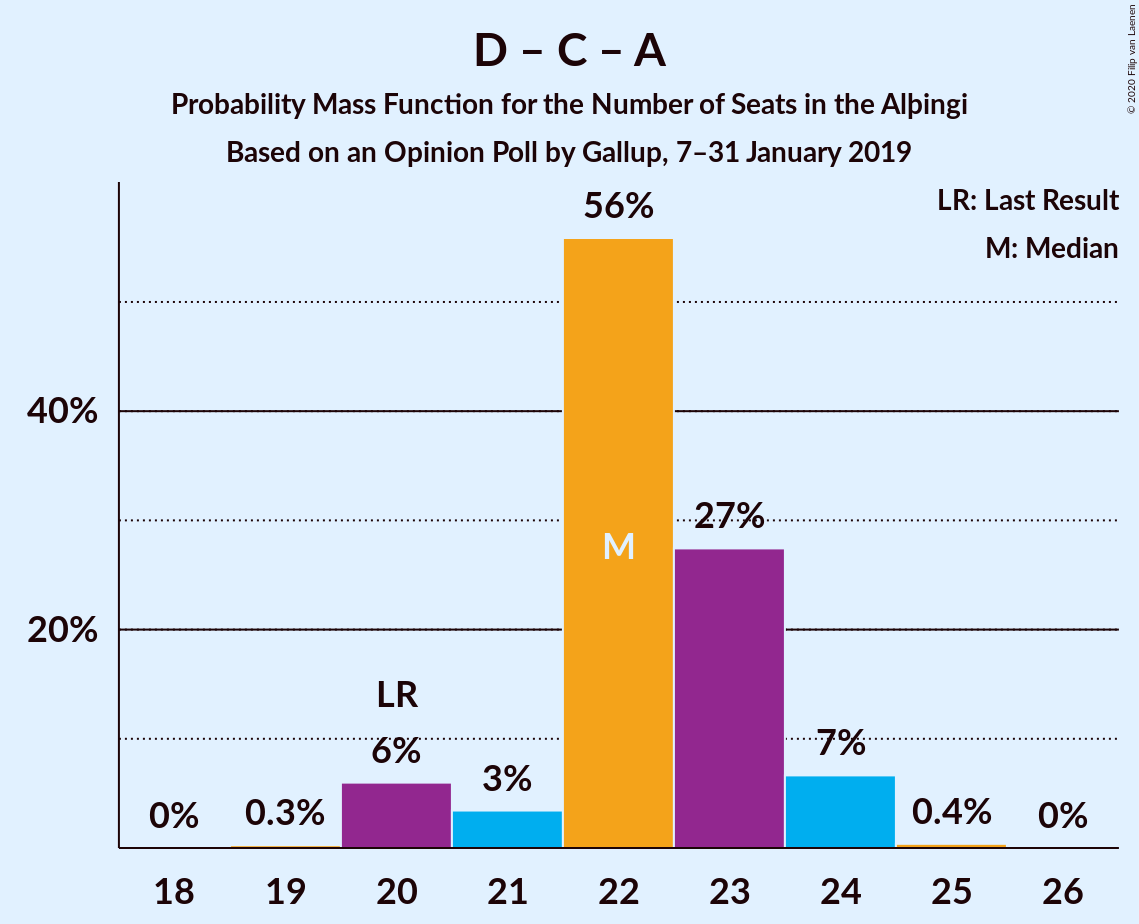 D – C – A
Probability Mass Function for the Number of Seats in the Alþingi
Based on an Opinion Poll by Gallup, 7–31 January 2019
© 2020 Filip van Laenen
LR: Last Result
M: Median
56%
40%
27%
M
20%
LR
6%
3%
7%
0%
0.3%
0.4%
0%
18 19 20 21 22 23 24 25 26